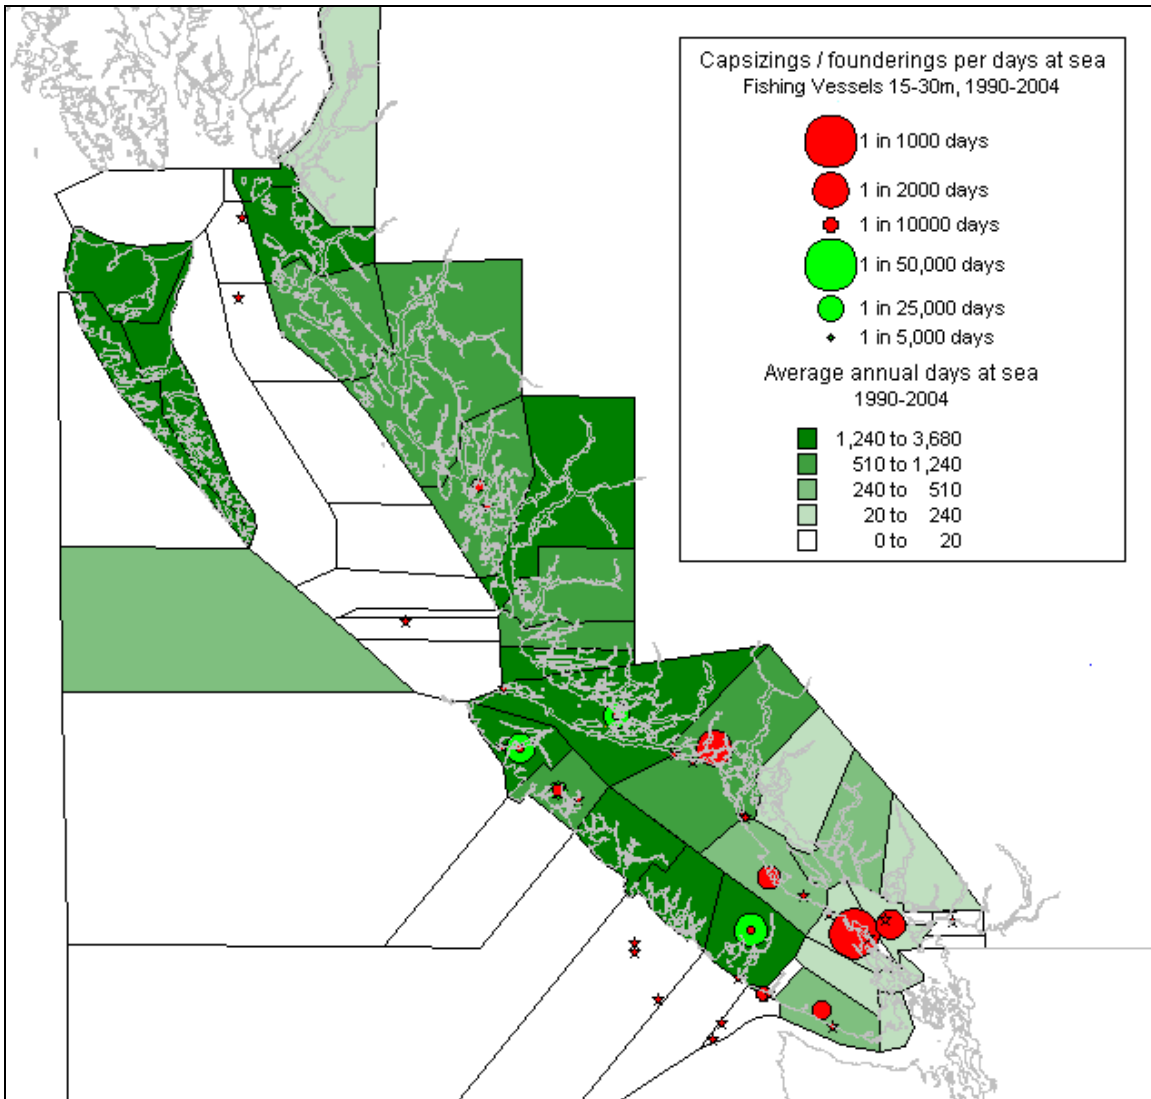 Capsizings / founderings per days at sea
Fishing Vessels 15-30m, 1990-2004
1 in 1000 days
1 in 2000 days
1 in 10000 days
1 in 50,000 days
1 in 25,000 days
1 in 5,000 days
Average annual days at sea
1990-2004
1,240 to 3,680
510 to 1,240
240 to 510
20 to 240
0 to 20